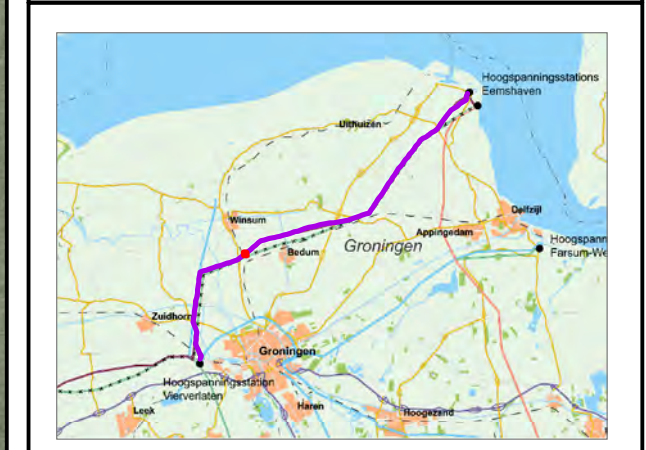 Hoogspanningsstations
Eemshaven
Uithuizen
Delfzijl
Winsum
Appingedam
Groningen
Hoogspann
Farsum-We
Bedum
Zuidhorn
Groningen
Hoogspanningsstation
Vierverlaten
Leek
Haren
Hoogezand